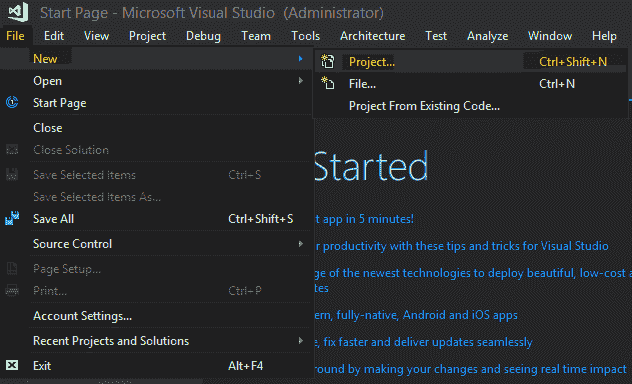 Start Page - Microsoft Visual Studio (Administrator)
File Edit View Project Debug Team Tools Architecture Test Analyze Window Help
New
Project... Ctrl+Shift+N
Open
File... Ctrl+N
Start Page
Project From Existing Code...
Close
Close Solution
Started
Save Selected Items Ctrl+S
Save Selected Items As...
Save All Ctrl+Shift+S
t app in 5 minutes!
Source Control
r productivity with these tips and tricks for Visual Studio
Page Setup...
ge of the newest technologies to deploy beautiful, low-cost a
tes
Print... Ctrl+P
Account Settings...
em, fully-native, Android and iOS apps
Recent Projects and Solutions
e, fix faster and deliver updates seamlessly
Exit Alt+F4
round by making your changes and seeing real time impact